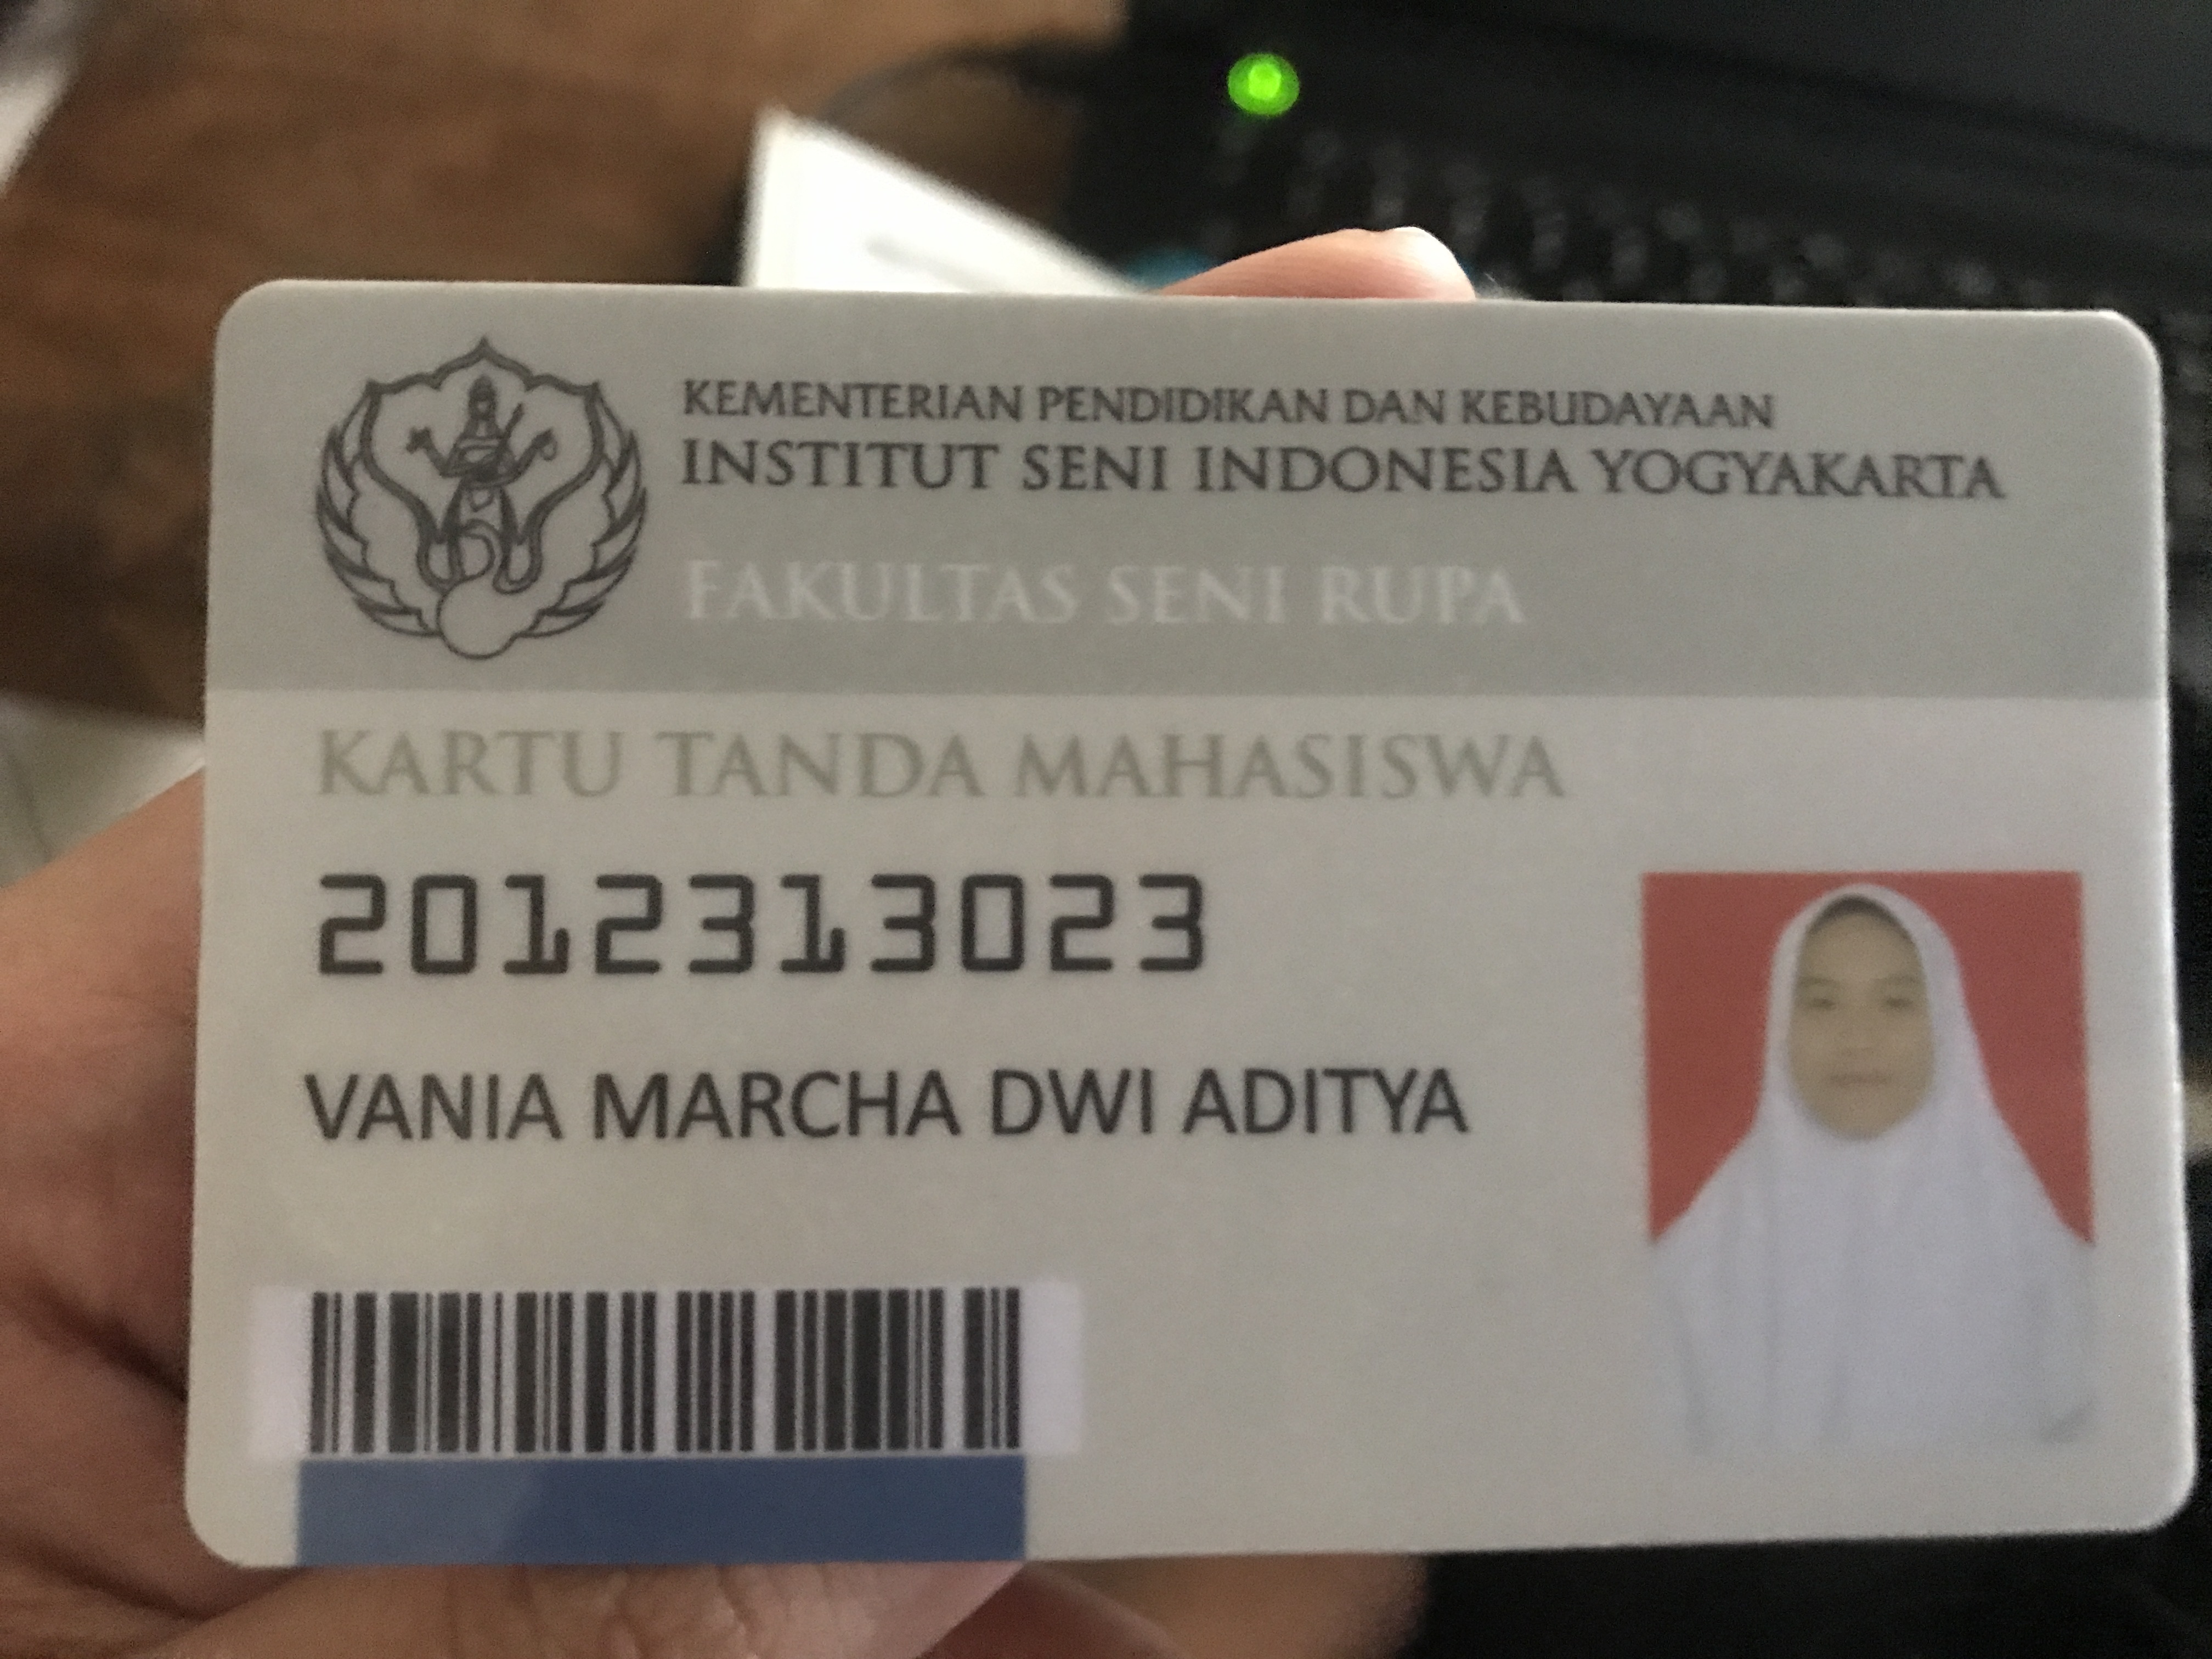 KEMENTERIAN PENDIDIKAN DAN KEBUDAYAAN
INSTITUT SENI INDONESIA YOGYAKARTA
FAKULTAS SENI RUPA
KARTU TANDA MAHASISWA
2012313023
VANIA MARCHA DWI ADITYA